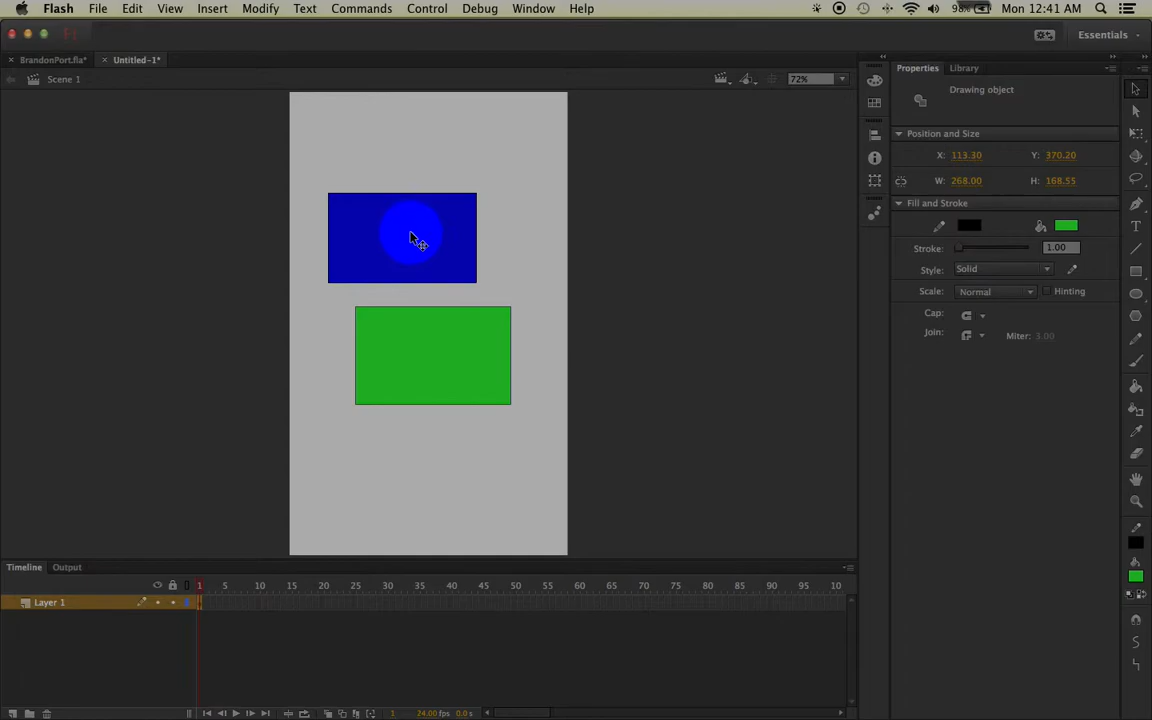 Flash File Edit View Insert Modify Text Commands Control Debug Window Help 98% Mon 12:41 AM
Fl Essentials
BrandonPort.fla* Untitled-1*
Scene 1 72%
Properties Library
Drawing object
Position and Size
X: 113.30 Y: 370.20
W: 268.00 H: 168.55
Fill and Stroke
Stroke: 1.00
Style: Solid
Scale: Normal Hinting
Cap:
Join: Miter: 3.00
Timeline Output
1 5 10 15 20 25 30 35 40 45 50 55 60 65 70 75 80 85 90 95 10
Layer 1
1 24.00 fps 0.0 s